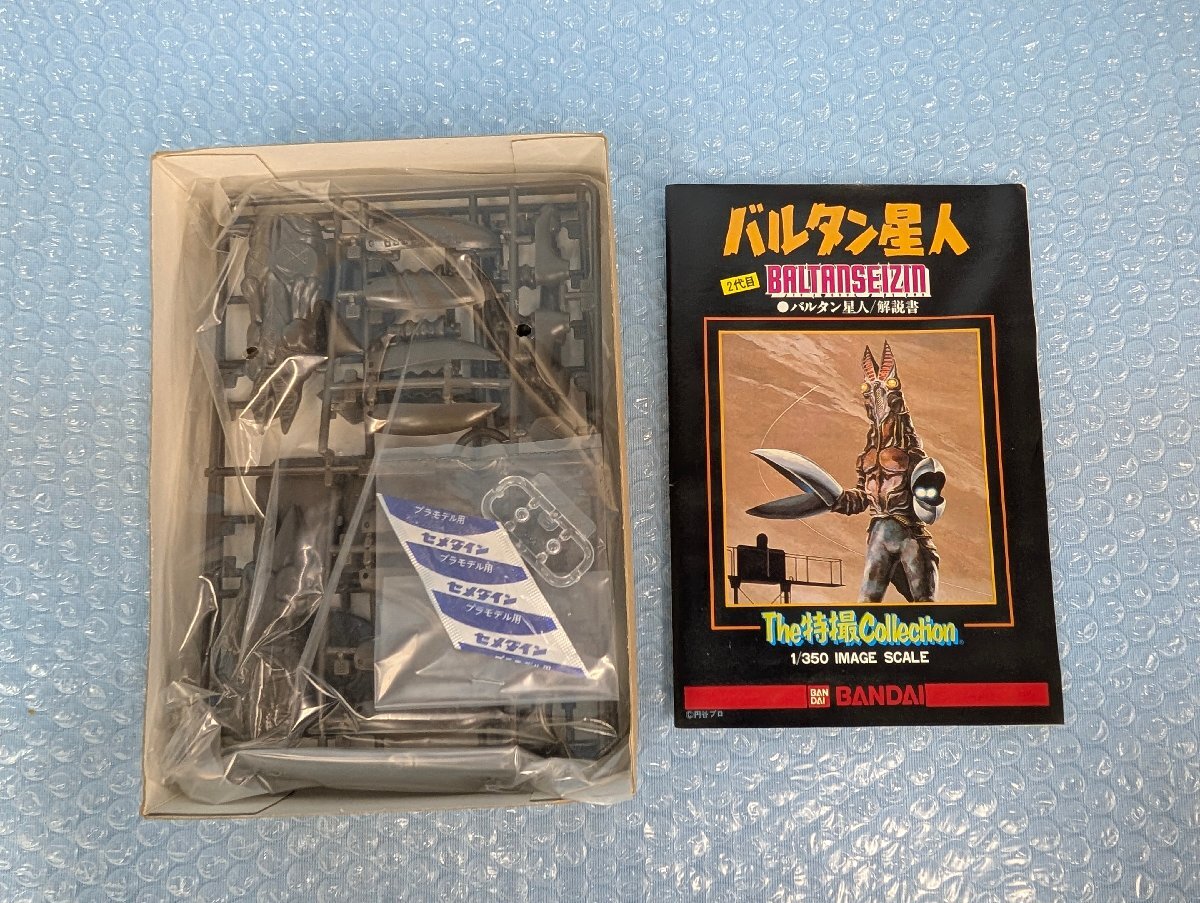 プラモデル用
セメダイン
プラモデル用
セメダイン
プラモデル用
セメダイン
バルタン星人
2代目
BALTANSEIZIN
●バルタン星人/解説書
The特撮Collection
1/350 IMAGE SCALE
BAN
DAI
BANDAI
©円谷プロ